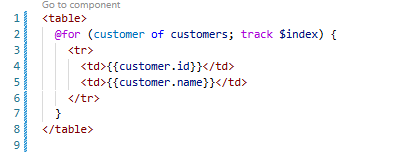 Go to component
1 <table>
2 @for (customer of customers; track $index) {
3 <tr>
4 <td>{{customer.id}}</td>
5 <td>{{customer.name}}</td>
6 </tr>
7 }
8 </table>
9